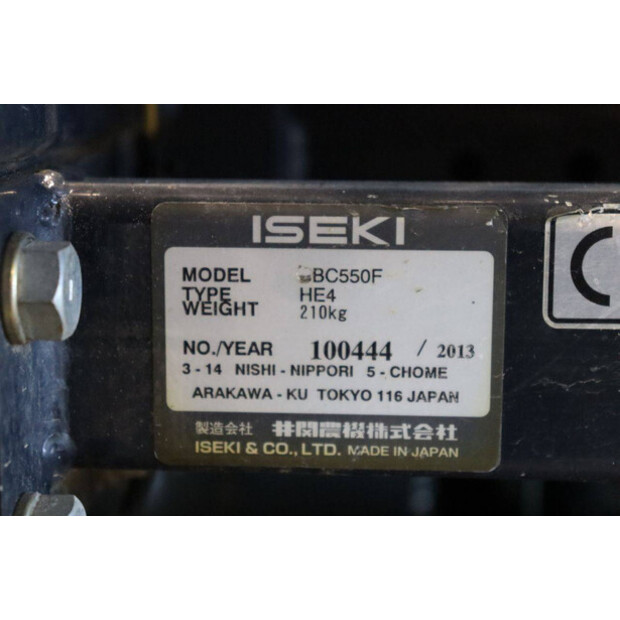 ISEKI
MODEL BC550F
TYPE HE4
WEIGHT 210kg
NO./YEAR 100444 / 2013
3 - 14 NISHI - NIPPORI 5 - CHOME
ARAKAWA - KU TOKYO 116 JAPAN
製造会社 井関農機株式会社
ISEKI & CO., LTD. MADE IN JAPAN